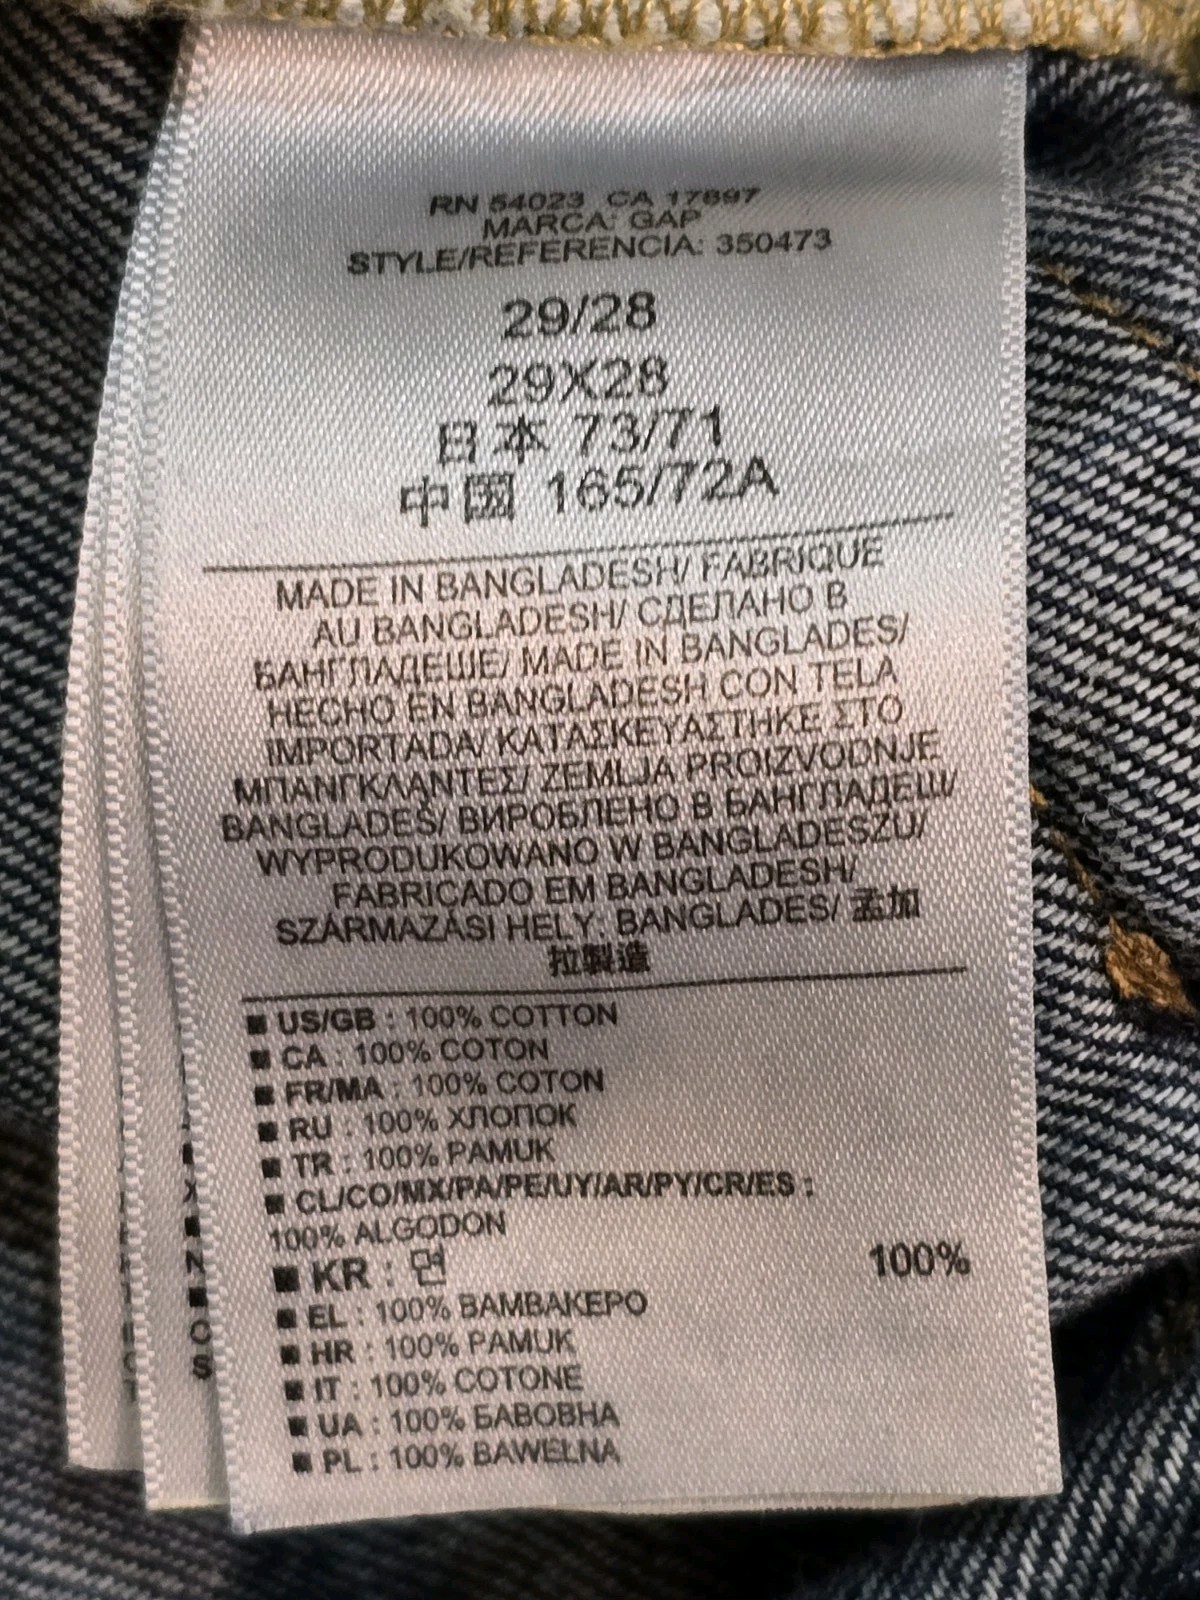 RN 54023 CA 17897
MARCA: GAP
STYLE/REFERENCIA: 350473
29/28
29X28
日本 73/71
中国 165/72A
MADE IN BANGLADESH/ FABRIQUE
AU BANGLADESH/ СДЕЛАНО В
БАНГЛАДЕШЕ/ MADE IN BANGLADES/
HECHO EN BANGLADESH CON TELA
IMPORTADA/ ΚΑΤΑΣΚΕΥΑΣΤΗΚΕ ΣΤΟ
ΜΠΑΝΓΚΛΑΝΤΕΣ/ ZEMLJA PROIZVODNJE
BANGLADEŠ/ ВИРОБЛЕНО В БАНГЛАДЕШ/
WYPRODUKOWANO W BANGLADESZU/
FABRICADO EM BANGLADESH/
SZÁRMAZÁSI HELY: BANGLADES/ 孟加
拉製造
■ US/GB : 100% COTTON
■ CA : 100% COTON
■ FR/MA : 100% COTON
■ RU : 100% ХЛОПОК
■ TR : 100% PAMUK
■ CL/CO/MX/PA/PE/UY/AR/PY/CR/ES :
100% ALGODON
■ KR : 면 100%
■ EL : 100% ΒΑΜΒΑΚΕΡΟ
■ HR : 100% PAMUK
■ IT : 100% COTONE
■ UA : 100% БАВОВНА
■ PL : 100% BAWEŁNA